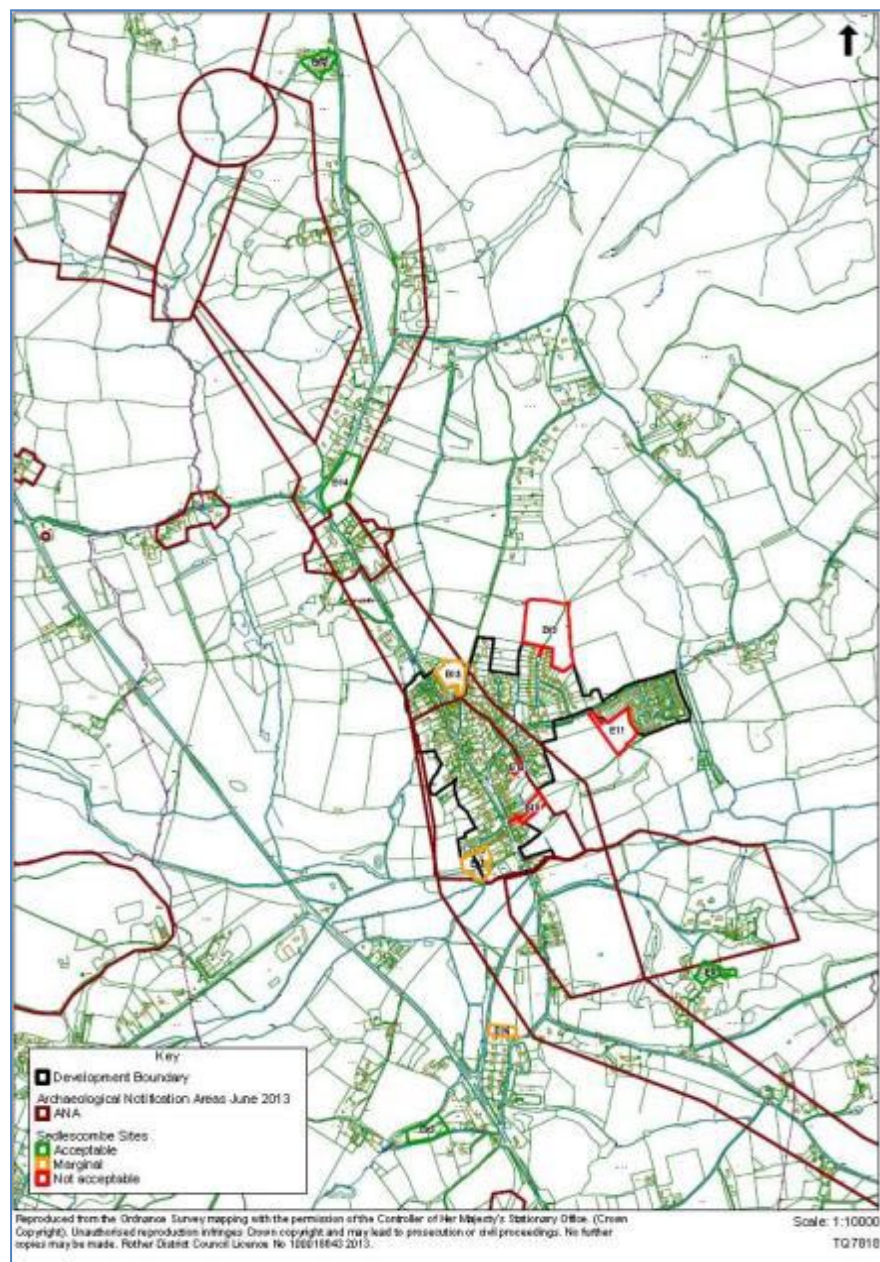 Key
Development Boundary
Archaeological Notification Areas June 2013
ANA
Sedlescombe Sites
Acceptable
Marginal
Not acceptable
Reproduced from the Ordnance Survey mapping with the permission of the Controller of Her Majesty's Stationary Office. (Crown
Copyright). Unauthorised reproduction infringes Crown copyright and may lead to prosecution or civil proceedings. No further
copies may be made. Rother District Council Licence No 100018643 2013.
Scale: 1:10000
TQ7818